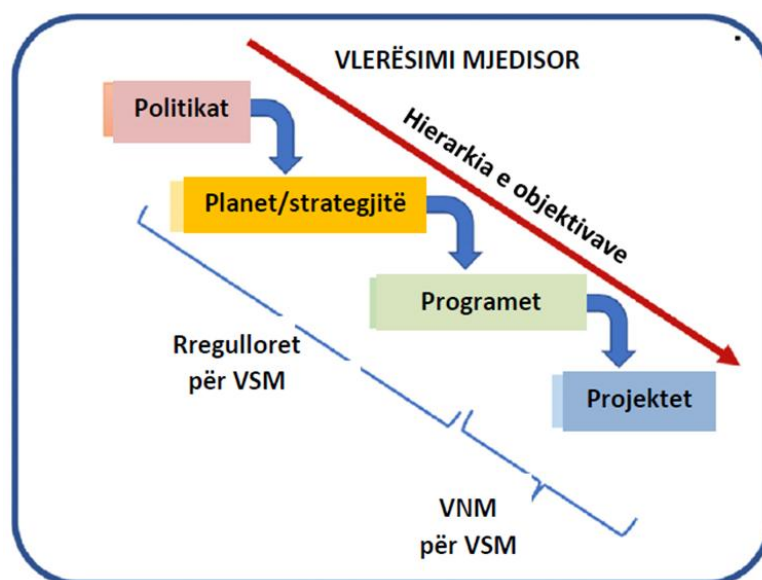 VLERËSIMI MJEDISOR
Politikat
Hierarkia e objektivave
Planet/strategjitë
Programet
Rregulloret
për VSM
Projektet
VNM
për VSM